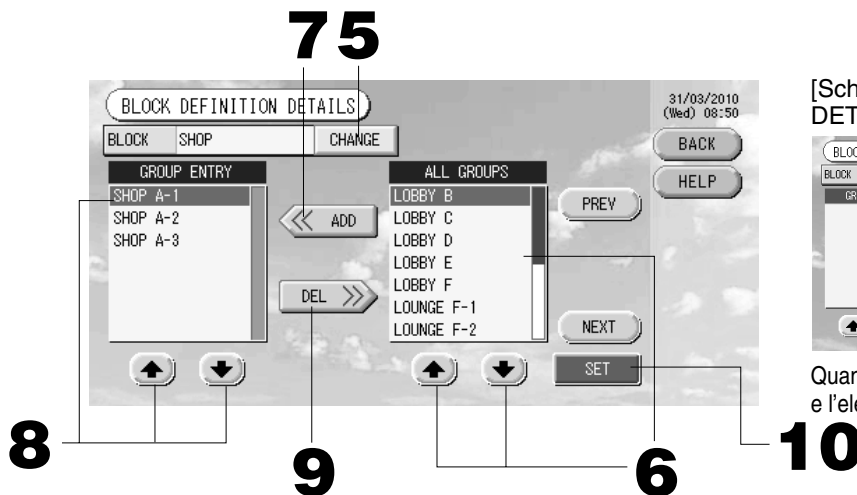 7 5
BLOCK DEFINITION DETAILS
31/03/2010
(Wed) 08:50
BLOCK SHOP CHANGE
BACK
HELP
GROUP ENTRY
SHOP A-1
SHOP A-2
SHOP A-3
ADD
DEL
ALL GROUPS
LOBBY B
LOBBY C
LOBBY D
LOBBY E
LOBBY F
LOUNGE F-1
LOUNGE F-2
PREV
NEXT
SET
8
9
6
10
[Sch
DET
BLOC
BLOCK
GR
Quar
e l'ele